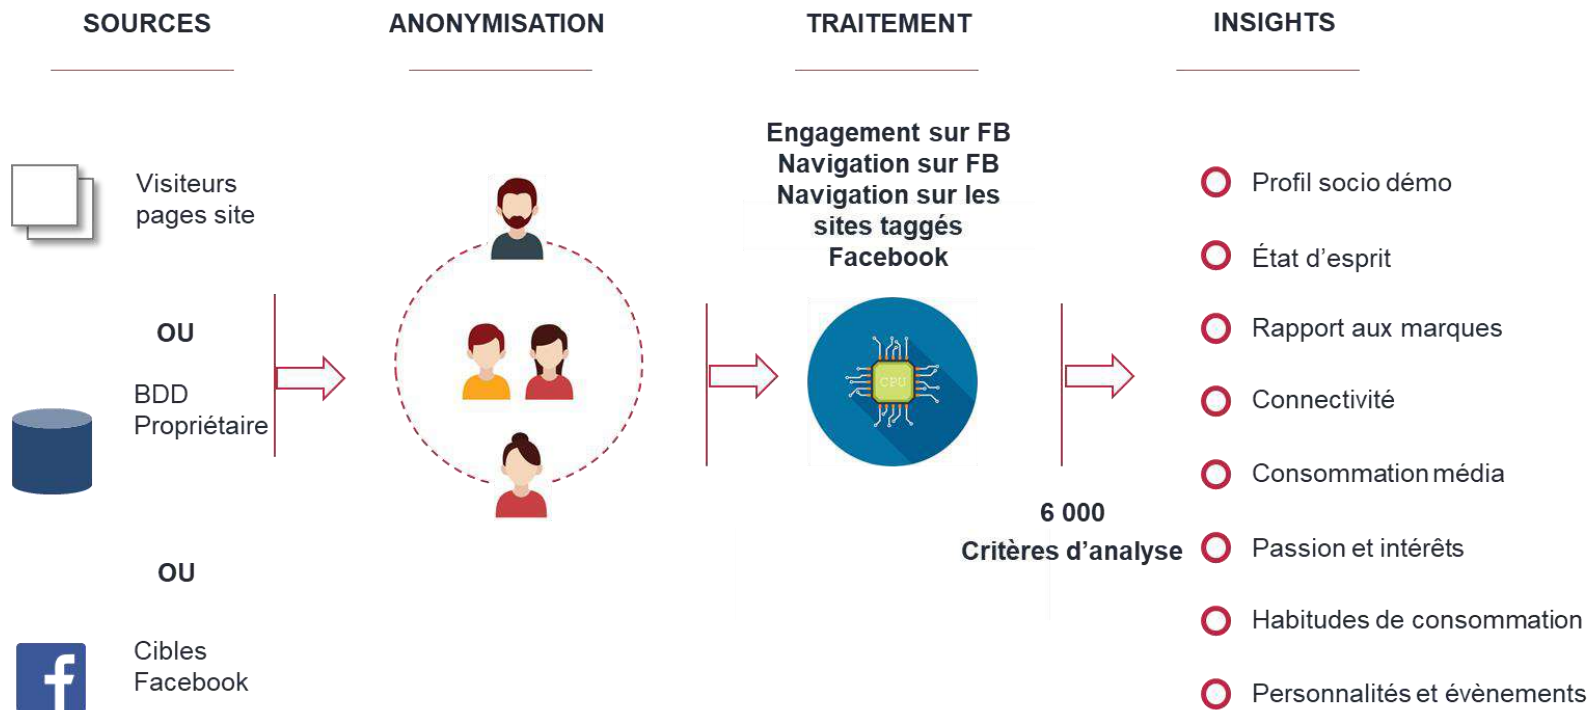 SOURCES
ANONYMISATION
TRAITEMENT
INSIGHTS
Visiteurs
pages site
OU
BDD
Propriétaire
OU
Cibles
Facebook
Engagement sur FB
Navigation sur FB
Navigation sur les
sites taggés
Facebook
CPU
6 000
Critères d’analyse
Profil socio démo
État d’esprit
Rapport aux marques
Connectivité
Consommation média
Passion et intérêts
Habitudes de consommation
Personnalités et évènements